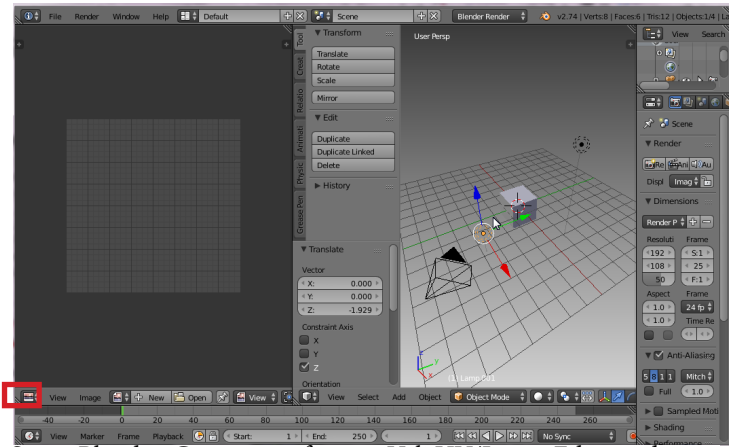 File Render Window Help Default Scene Blender Render v2.74 | Verts:8 | Faces:6 | Tris:12 | Objects:1/4 | La
Tool
Creat
Relatio
Animati
Physic
Grease Pen
Transform
Translate
Rotate
Scale
Mirror
Edit
Duplicate
Duplicate Linked
Delete
History
Translate
Vector
X: 0.000
Y: 0.000
Z: -1.929
Constraint Axis
X
Y
Z
Orientation
User Persp
z
y
x
(1) Lamp.001
View Search
Scene
Render
Re Ani Au
Displ Imag
Dimensions
Render P
Resoluti Frame
192 S:1
108 25
50 F:1
Aspect Frame
1.0 24 fp
1.0 Time Re
Anti-Aliasing
5 8 11 Mitch
Full 1.0
Sampled Moti
Shading
Performance
View Image New Open View
View Select Add Object Object Mode
-40 -20 0 20 40 60 80 100 120 140 160 180 200 220 240 260
View Marker Frame Playback Start: 1 End: 250 1 No Sync